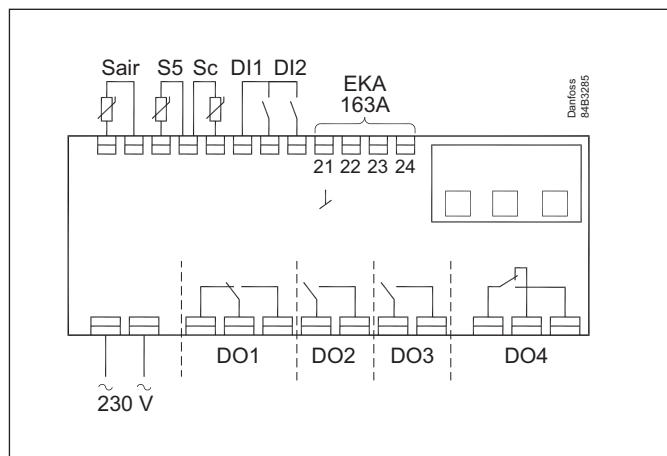 Sair S5 Sc DI1 DI2
EKA
163A
21 22 23 24
Danfoss
84B3285
DO1 DO2 DO3 DO4
230 V